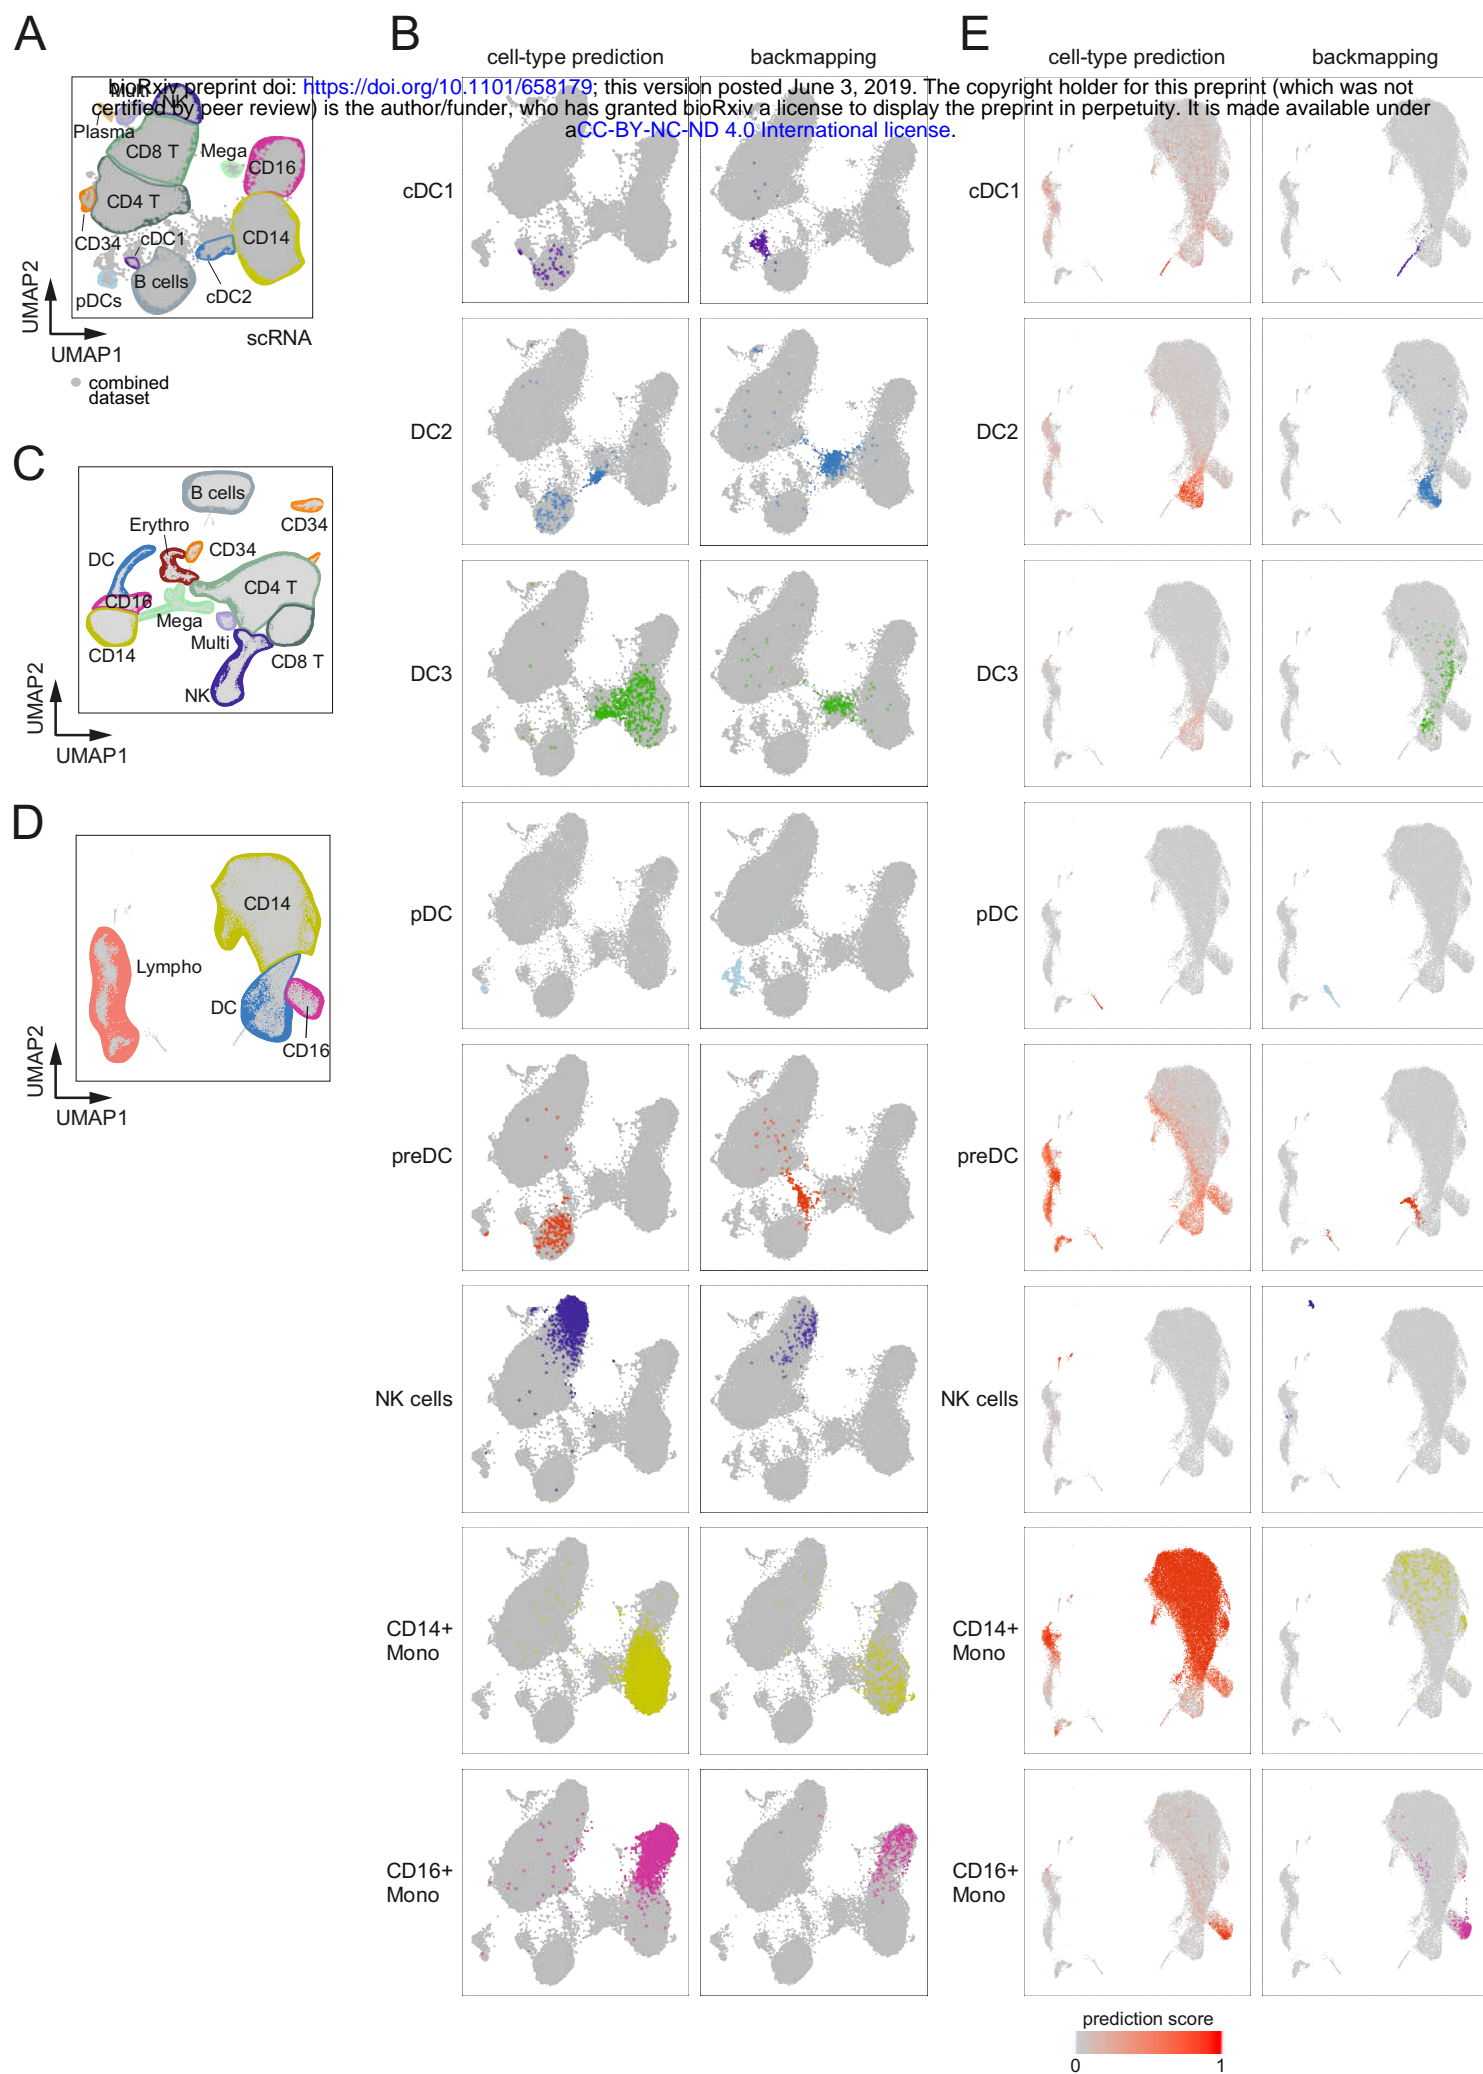 A
B
E
cell-type prediction
backmapping
cell-type prediction
backmapping
bioRxiv preprint doi: https://doi.org/10.1101/658179; this version posted June 3, 2019. The copyright holder for this preprint (which was not
certified by peer review) is the author/funder, who has granted bioRxiv a license to display the preprint in perpetuity. It is made available under
aCC-BY-NC-ND 4.0 International license.
Multi
NK
Plasma
CD8 T
Mega
CD16
CD4 T
CD34
cDC1
CD14
B cells
pDCs
cDC2
UMAP2
UMAP1
scRNA
combined
dataset
C
B cells
CD34
Erythro
CD34
DC
CD4 T
CD16
Mega
Multi
CD14
CD8 T
NK
UMAP2
UMAP1
D
CD14
Lympho
DC
CD16
UMAP2
UMAP1
cDC1
DC2
DC3
pDC
preDC
NK cells
CD14+
Mono
CD16+
Mono
cDC1
DC2
DC3
pDC
preDC
NK cells
CD14+
Mono
CD16+
Mono
prediction score
0
1